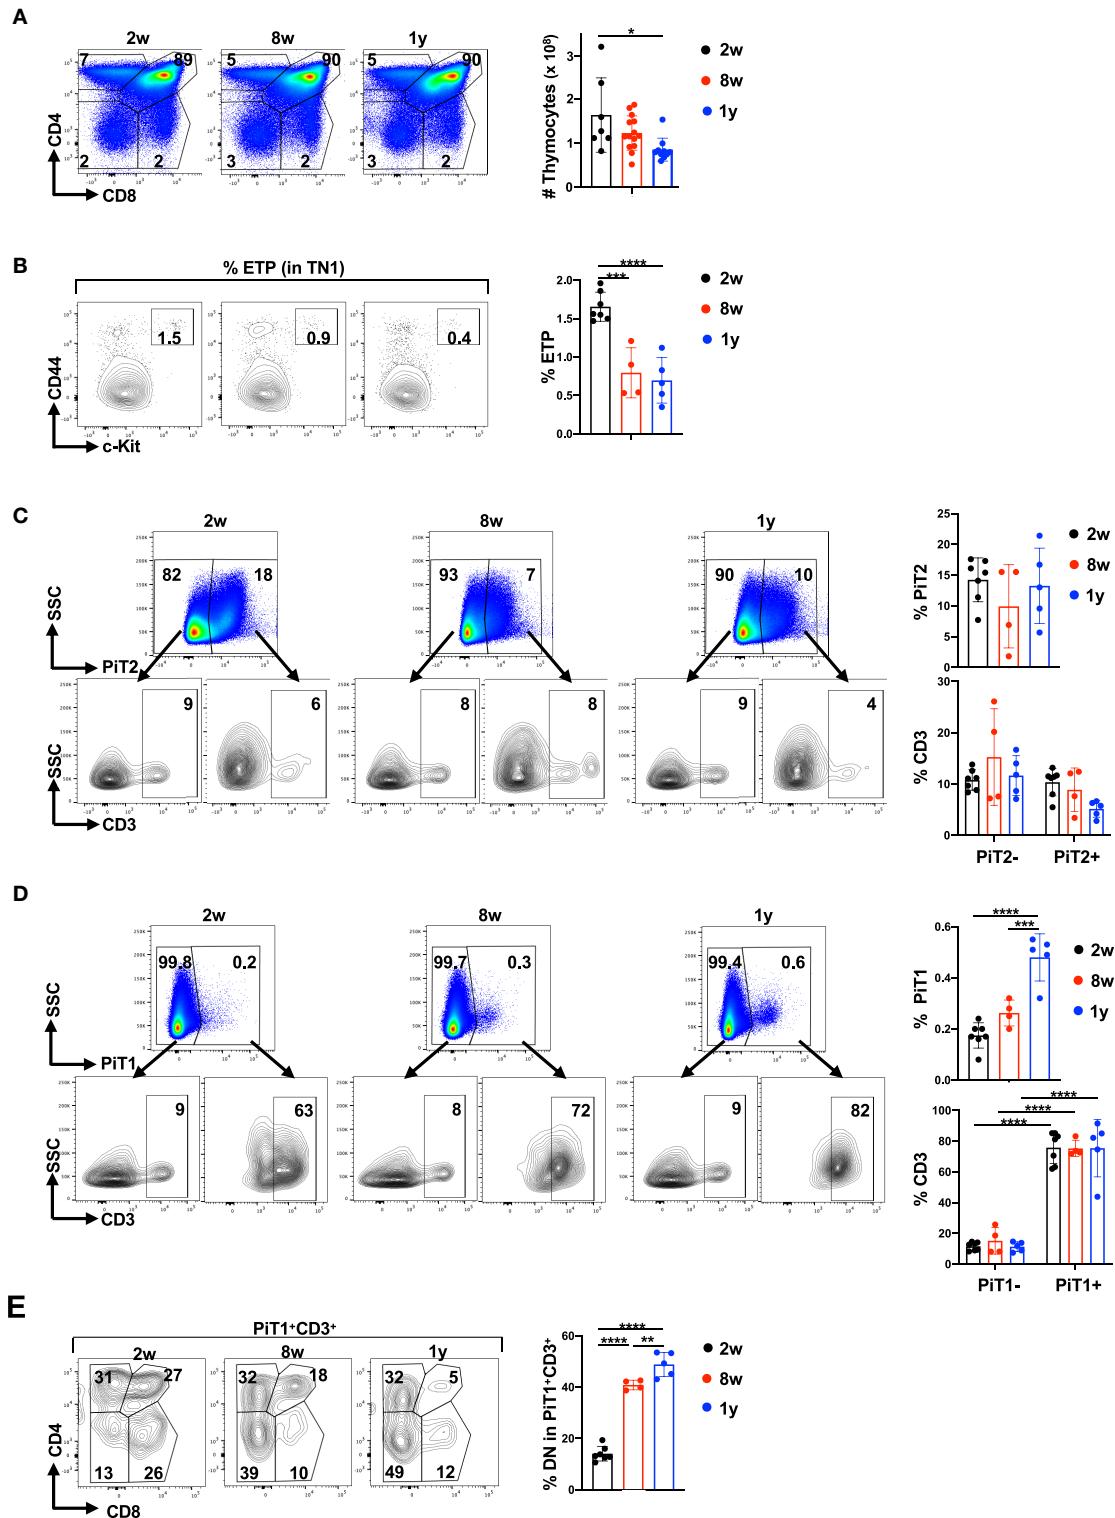 A
2w 8w 1y
7 89 5 90 5 90
2 2 3 2 3 2
CD4
CD8
# Thymocytes (x 10⁸)
3
2
1
0
*
2w
8w
1y
B
% ETP (in TN1)
1.5 0.9 0.4
CD44
c-Kit
% ETP
2.0
1.5
1.0
0.5
0.0
****
***
2w
8w
1y
C
2w 8w 1y
82 18 93 7 90 10
SSC
PiT2
9 6 8 8 9 4
SSC
CD3
% PiT2
25
20
15
10
5
0
2w
8w
1y
% CD3
30
20
10
0
PiT2- PiT2+
D
2w 8w 1y
99.8 0.2 99.7 0.3 99.4 0.6
SSC
PiT1
9 63 8 72 9 82
SSC
CD3
% PiT1
0.6
0.4
0.2
0.0
****
***
2w
8w
1y
% CD3
100
80
60
40
20
0
****
****
****
PiT1- PiT1+
E
PiT1⁺CD3⁺
2w 8w 1y
31 27 32 18 32 5
13 26 39 10 49 12
CD4
CD8
% DN in PiT1⁺CD3⁺
60
40
20
0
****
**** **
2w
8w
1y